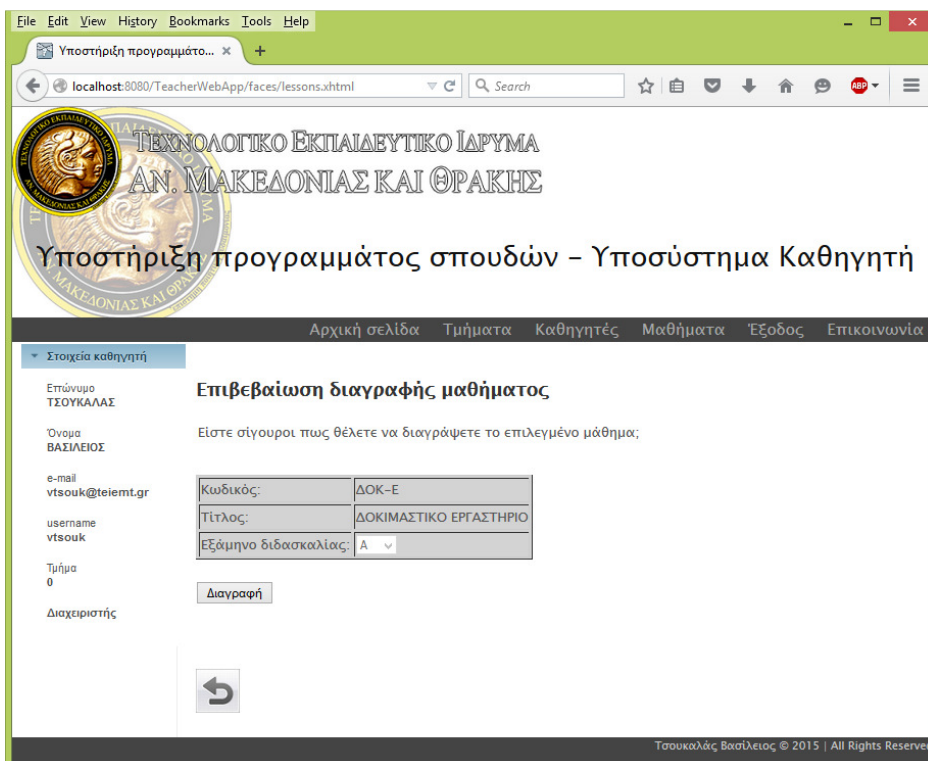 File Edit View History Bookmarks Tools Help
Υποστήριξη προγραμμάτο... × +
localhost:8080/TeacherWebApp/faces/lessons.xhtml Search ABP
ΤΕΧΝΟΛΟΓΙΚΟ ΕΚΠΑΙΔΕΥΤΙΚΟ ΙΔΡΥΜΑ
ΑΝ. ΜΑΚΕΔΟΝΙΑΣ ΚΑΙ ΘΡΑΚΗΣ
Υποστήριξη προγραμμάτος σπουδών – Υποσύστημα Καθηγητή
Αρχική σελίδα Τμήματα Καθηγητές Μαθήματα Έξοδος Επικοινωνία
Στοιχεία καθηγητή
Επώνυμο
ΤΣΟΥΚΑΛΑΣ
Όνομα
ΒΑΣΙΛΕΙΟΣ
e-mail
vtsouk@teiemt.gr
username
vtsouk
Τμήμα
0
Διαχειριστής
Επιβεβαίωση διαγραφής μαθήματος
Είστε σίγουροι πως θέλετε να διαγράψετε το επιλεγμένο μάθημα;
Κωδικός: ΔΟΚ–Ε
Τίτλος: ΔΟΚΙΜΑΣΤΙΚΟ ΕΡΓΑΣΤΗΡΙΟ
Εξάμηνο διδασκαλίας: Α
Διαγραφή
Τσουκαλάς Βασίλειος © 2015 | All Rights Reserve